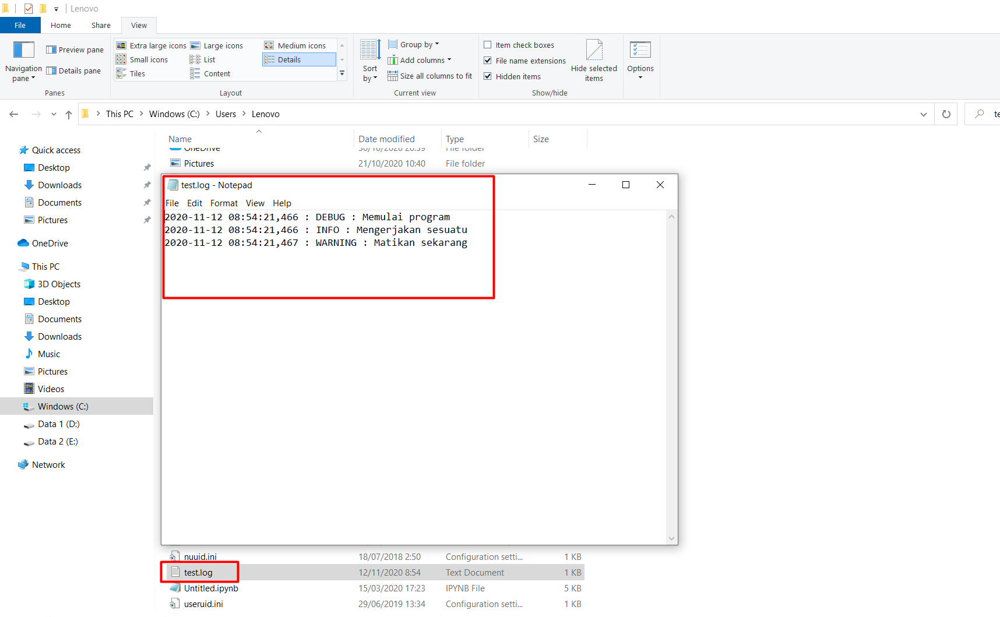 Lenovo
File Home Share View
Navigation pane
Preview pane
Details pane
Panes
Extra large icons Large icons Medium icons
Small icons List Details
Tiles Content
Layout
Sort by
Group by
Add columns
Size all columns to fit
Current view
Item check boxes
File name extensions
Hidden items
Hide selected items
Show/hide
Options
This PC > Windows (C:) > Users > Lenovo
te
Quick access
Desktop
Downloads
Documents
Pictures
OneDrive
This PC
3D Objects
Desktop
Documents
Downloads
Music
Pictures
Videos
Windows (C:)
Data 1 (D:)
Data 2 (E:)
Network
Name Date modified Type Size
OneDrive 30/10/2020 20:39 File folder
Pictures 21/10/2020 10:40 File folder
test.log - Notepad
File Edit Format View Help
2020-11-12 08:54:21,466 : DEBUG : Memulai program
2020-11-12 08:54:21,466 : INFO : Mengerjakan sesuatu
2020-11-12 08:54:21,467 : WARNING : Matikan sekarang
nuuid.ini 18/07/2018 2:50 Configuration setti... 1 KB
test.log 12/11/2020 8:54 Text Document 1 KB
Untitled.ipynb 15/03/2020 17:23 IPYNB File 5 KB
useruid.ini 29/06/2019 13:34 Configuration setti... 1 KB